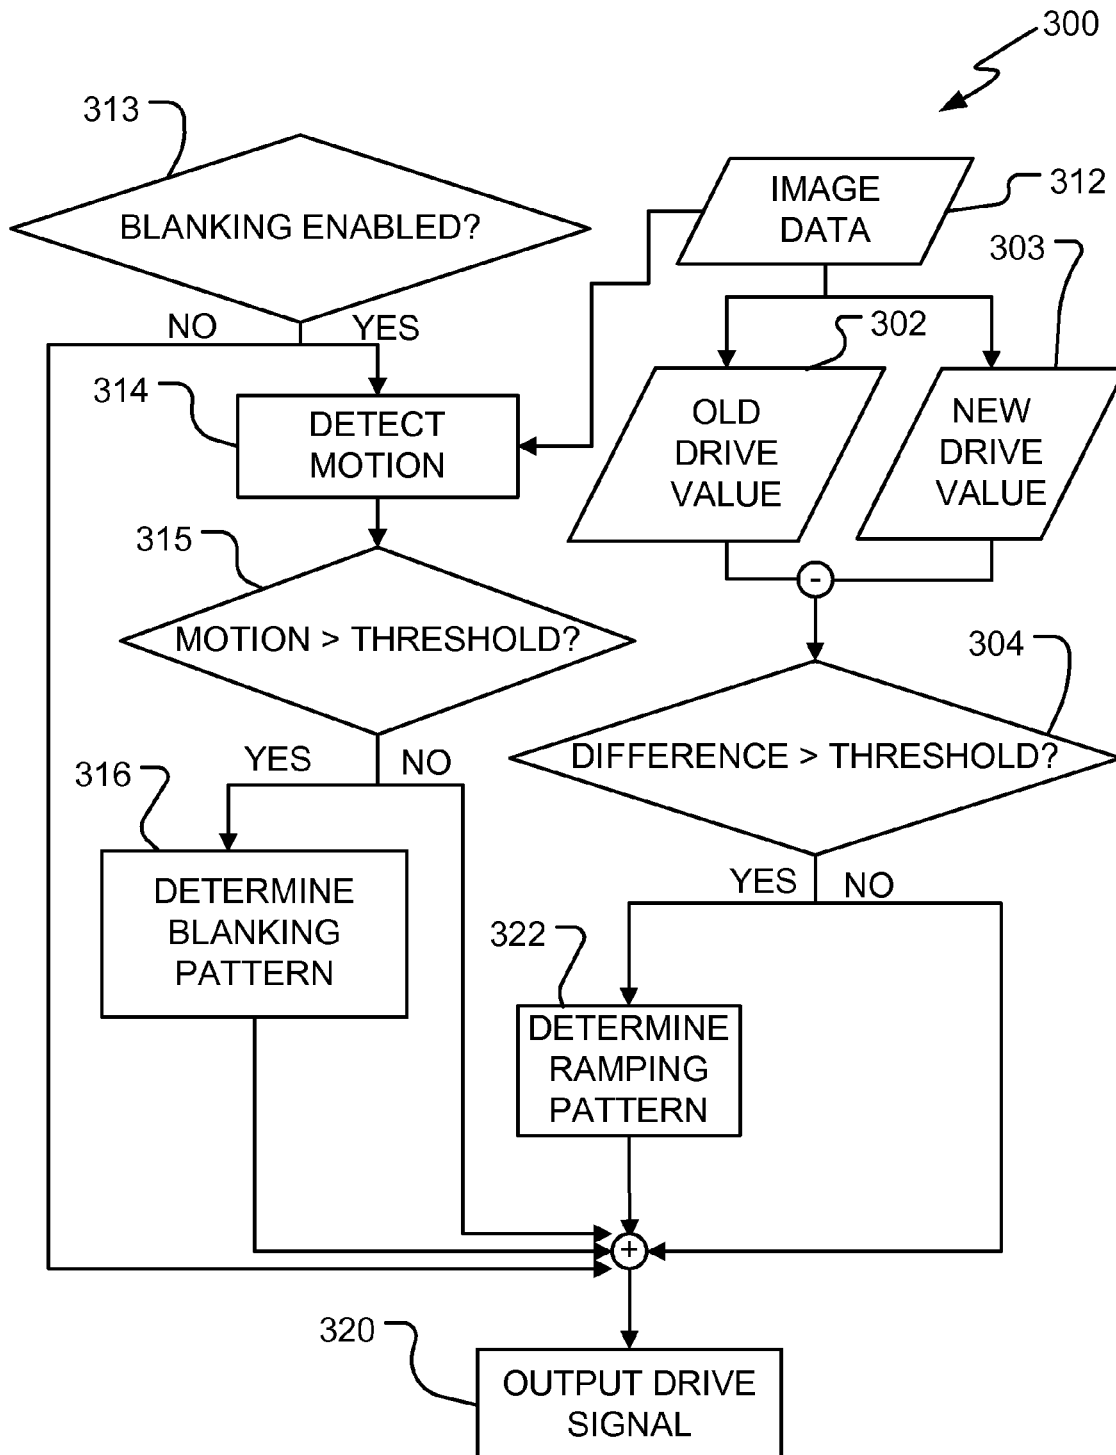 300
313
IMAGE
DATA
312
BLANKING ENABLED?
303
302
NO
YES
314
DETECT
MOTION
OLD
DRIVE
VALUE
NEW
DRIVE
VALUE
315
-
MOTION > THRESHOLD?
304
DIFFERENCE > THRESHOLD?
YES
NO
316
DETERMINE
BLANKING
PATTERN
YES
NO
322
DETERMINE
RAMPING
PATTERN
+
320
OUTPUT DRIVE
SIGNAL